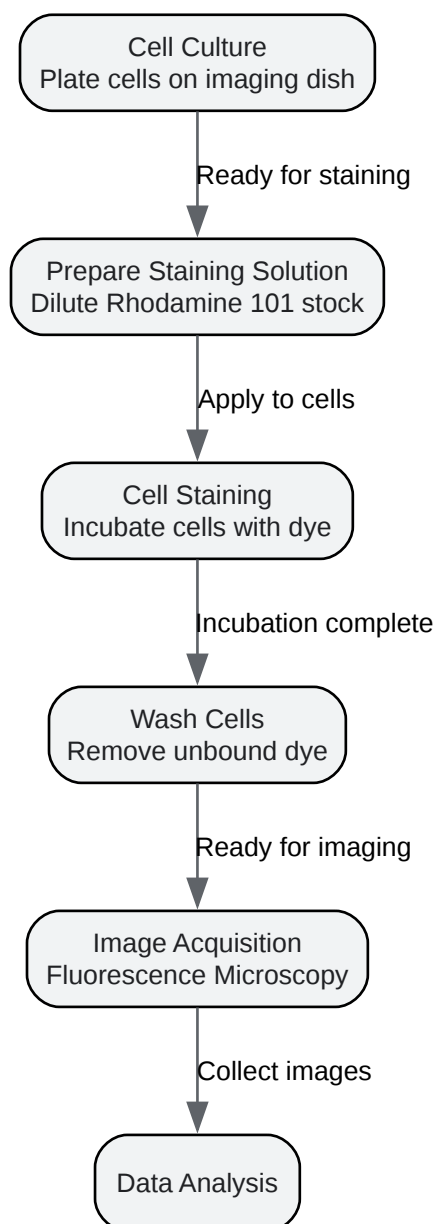 Cell Culture
Plate cells on imaging dish
Ready for staining
Prepare Staining Solution
Dilute Rhodamine 101 stock
Apply to cells
Cell Staining
Incubate cells with dye
Incubation complete
Wash Cells
Remove unbound dye
Ready for imaging
Image Acquisition
Fluorescence Microscopy
Collect images
Data Analysis